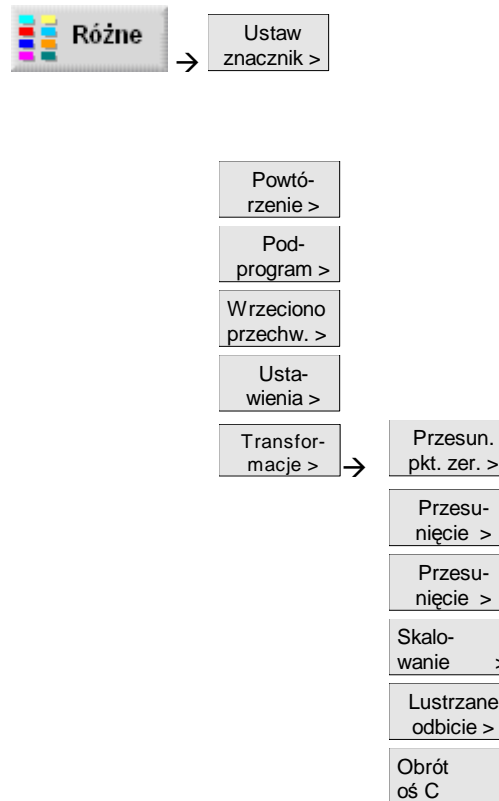 Różne
→
Ustaw
znacznik >
Powtó-
rzenie >
Pod-
program >
Wrzeciono
przechw. >
Usta-
wienia >
Transfor-
macje >
→
Przesun.
pkt. zer. >
Przesu-
nięcie >
Przesu-
nięcie >
Skalo-
wanie >
Lustrzane
odbicie >
Obrót
oś C